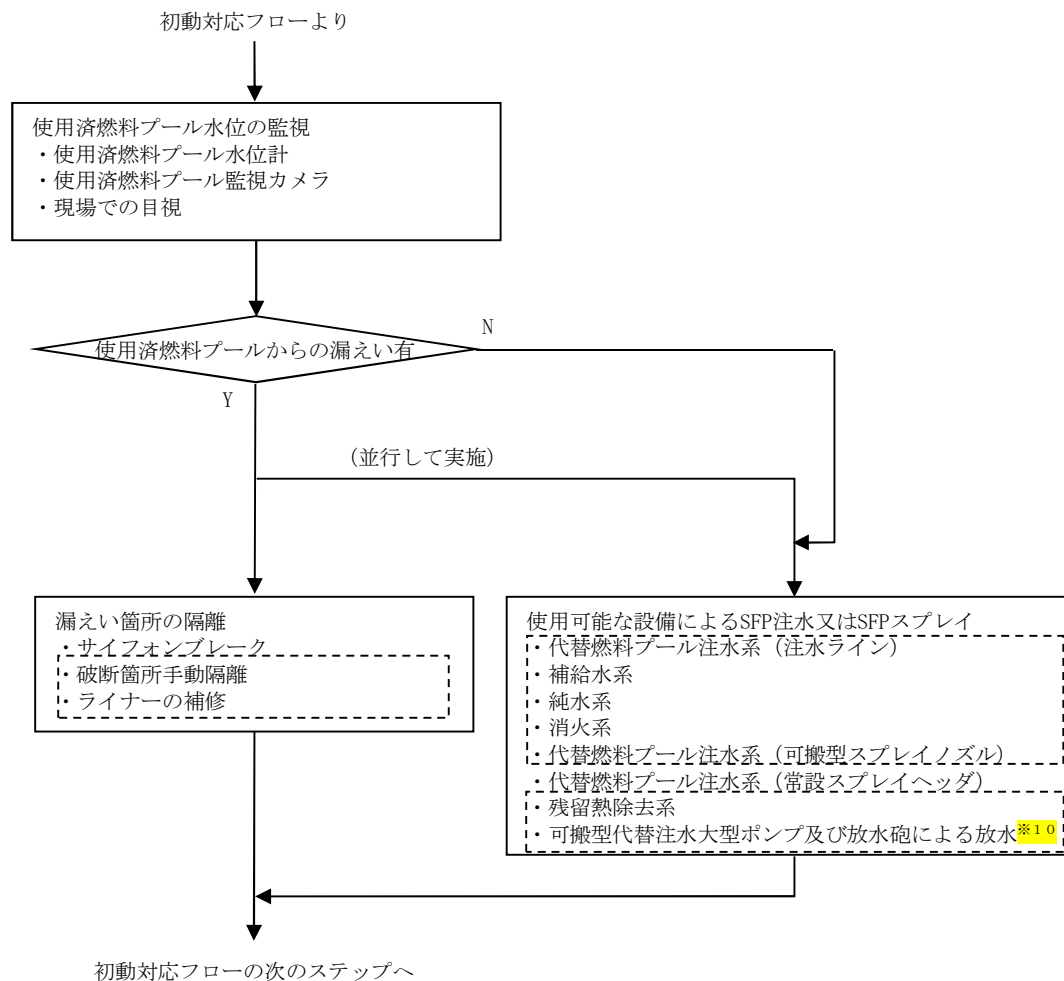 初動対応フローより
使用済燃料プール水位の監視
・使用済燃料プール水位計
・使用済燃料プール監視カメラ
・現場での目視
使用済燃料プールからの漏えい有
N
Y
(並行して実施)
漏えい箇所の隔離
・サイフォンブレーク
・破断箇所手動隔離
・ライナーの補修
使用可能な設備によるSFP注水又はSFPスプレイ
・代替燃料プール注水系（注水ライン）
・補給水系
・純水系
・消火系
・代替燃料プール注水系（可搬型スプレイノズル）
・代替燃料プール注水系（常設スプレイヘッダ）
・残留熱除去系
・可搬型代替注水大型ポンプ及び放水砲による放水※１０
初動対応フローの次のステップへ